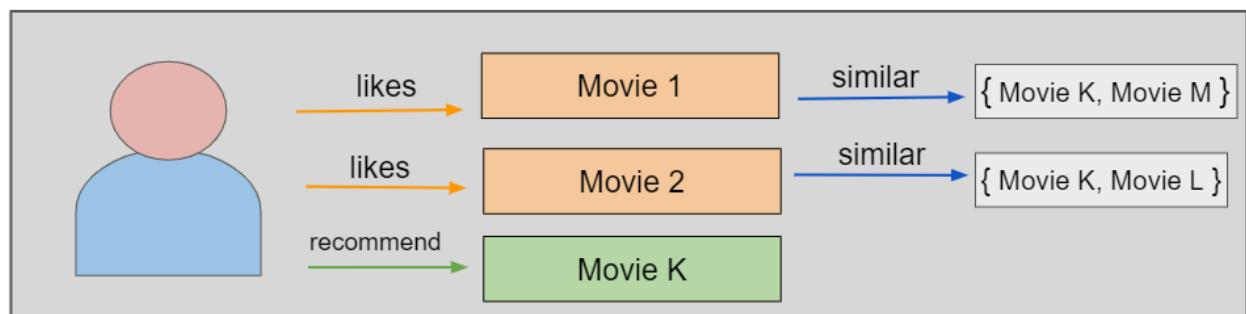 likes
Movie 1
similar
{ Movie K, Movie M }
likes
Movie 2
similar
{ Movie K, Movie L }
recommend
Movie K